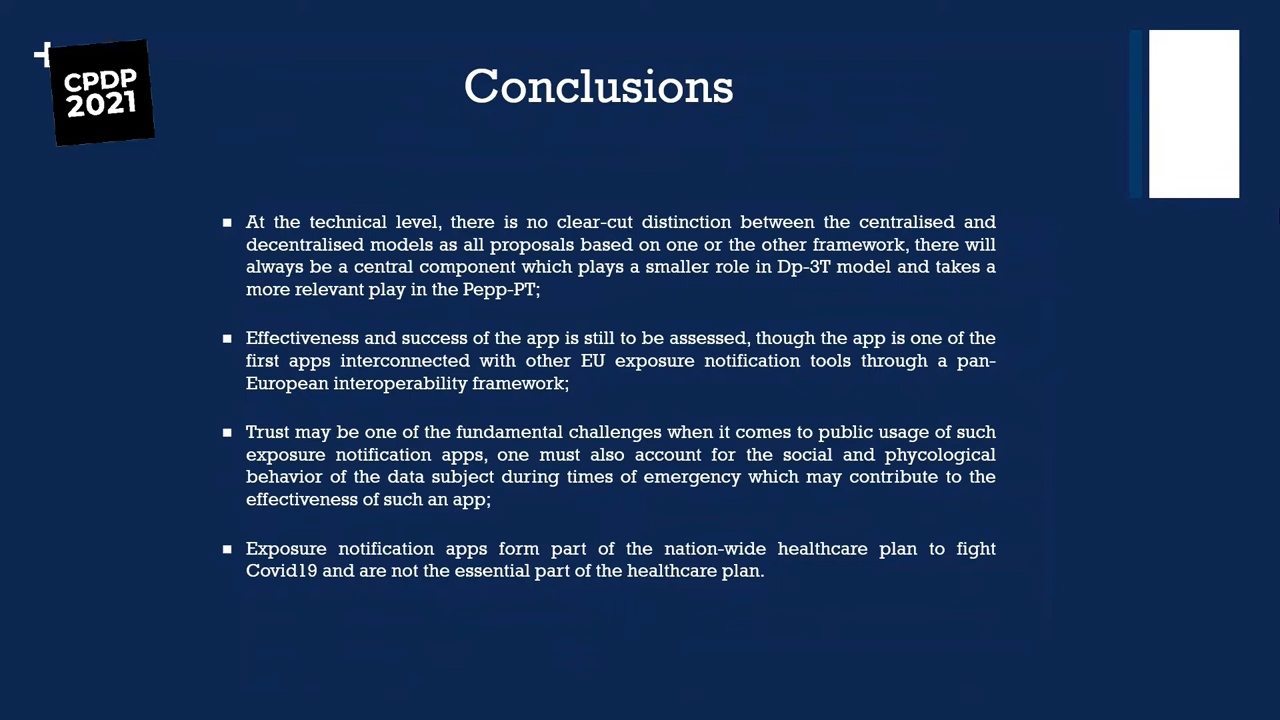 CPDP
2021
Conclusions
At the technical level, there is no clear-cut distinction between the centralised and
decentralised models as all proposals based on one or the other framework, there will
always be a central component which plays a smaller role in Dp-3T model and takes a
more relevant play in the Pepp-PT;
Effectiveness and success of the app is still to be assessed, though the app is one of the
first apps interconnected with other EU exposure notification tools through a pan-
European interoperability framework;
Trust may be one of the fundamental challenges when it comes to public usage of such
exposure notification apps, one must also account for the social and phycological
behavior of the data subject during times of emergency which may contribute to the
effectiveness of such an app;
Exposure notification apps form part of the nation-wide healthcare plan to fight
Covid19 and are not the essential part of the healthcare plan.